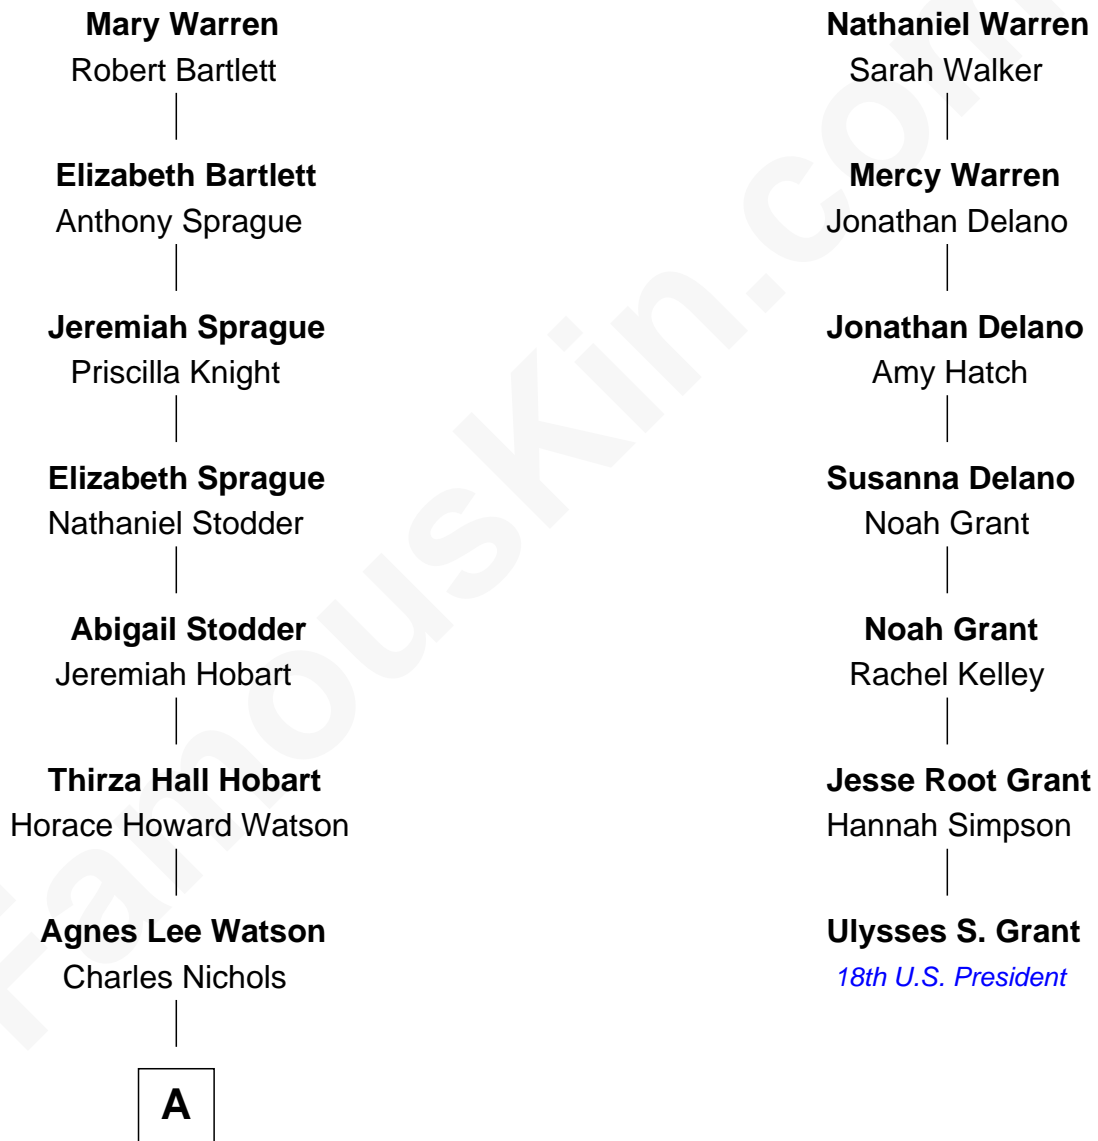 Mary Warren
Robert Bartlett
Elizabeth Bartlett
Anthony Sprague
Jeremiah Sprague
Priscilla Knight
Elizabeth Sprague
Nathaniel Stodder
Abigail Stodder
Jeremiah Hobart
Thirza Hall Hobart
Horace Howard Watson
Agnes Lee Watson
Charles Nichols
A
Nathaniel Warren
Sarah Walker
Mercy Warren
Jonathan Delano
Jonathan Delano
Amy Hatch
Susanna Delano
Noah Grant
Noah Grant
Rachel Kelley
Jesse Root Grant
Hannah Simpson
Ulysses S. Grant
18th U.S. President
FamousKin.com